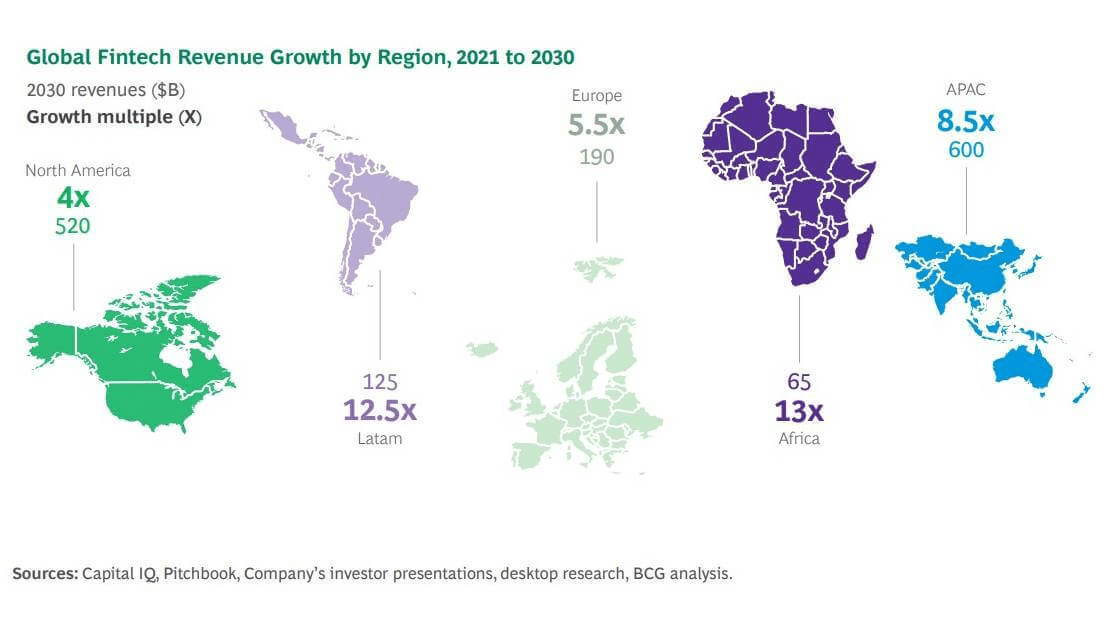 Global Fintech Revenue Growth by Region, 2021 to 2030
2030 revenues ($B)
Growth multiple (X)
North America
4x
520
125
12.5x
Latam
Europe
5.5x
190
65
13x
Africa
APAC
8.5x
600
Sources: Capital IQ, Pitchbook, Company's investor presentations, desktop research, BCG analysis.